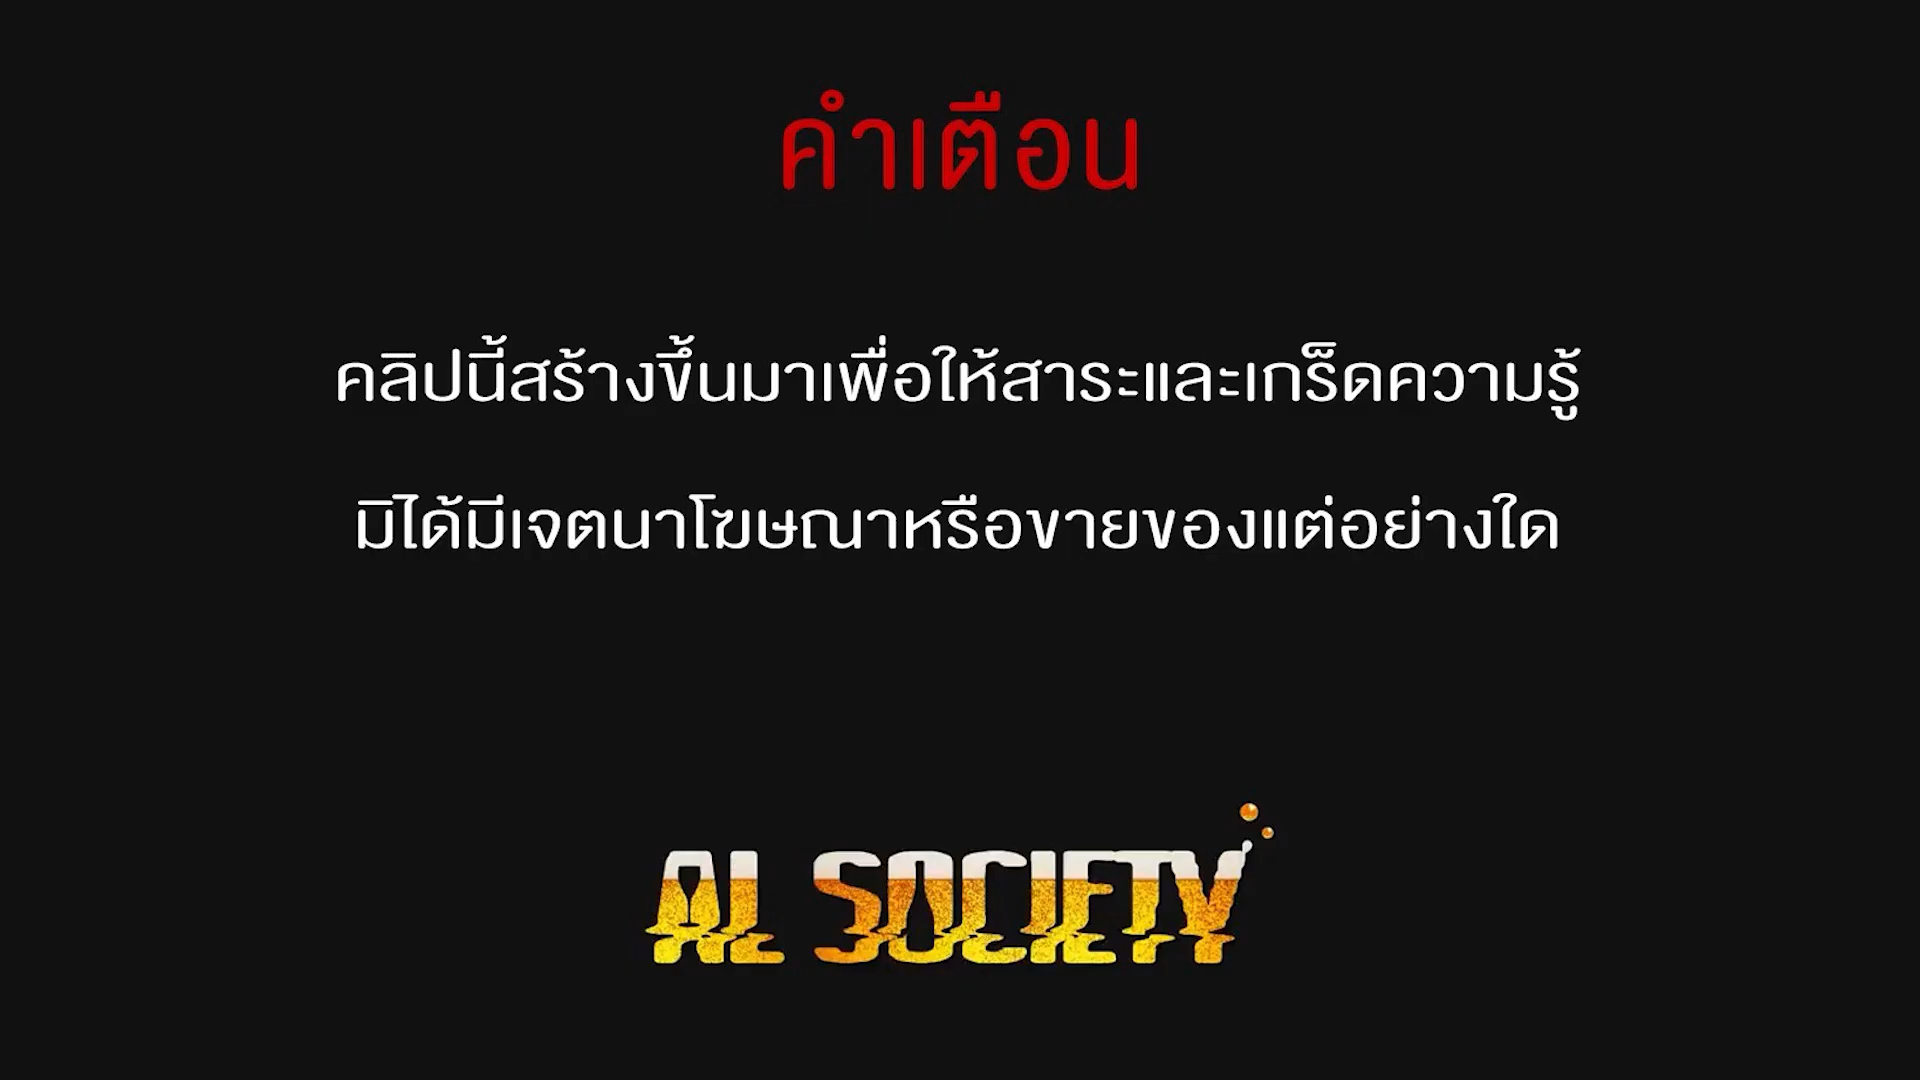 คำเตือน
คลิปนี้สร้างขึ้นมาเพื่อให้สาระและเกร็ดความรู้
มิได้มีเจตนาโฆษณาหรือขายของแต่อย่างใด
AL SOCIETY